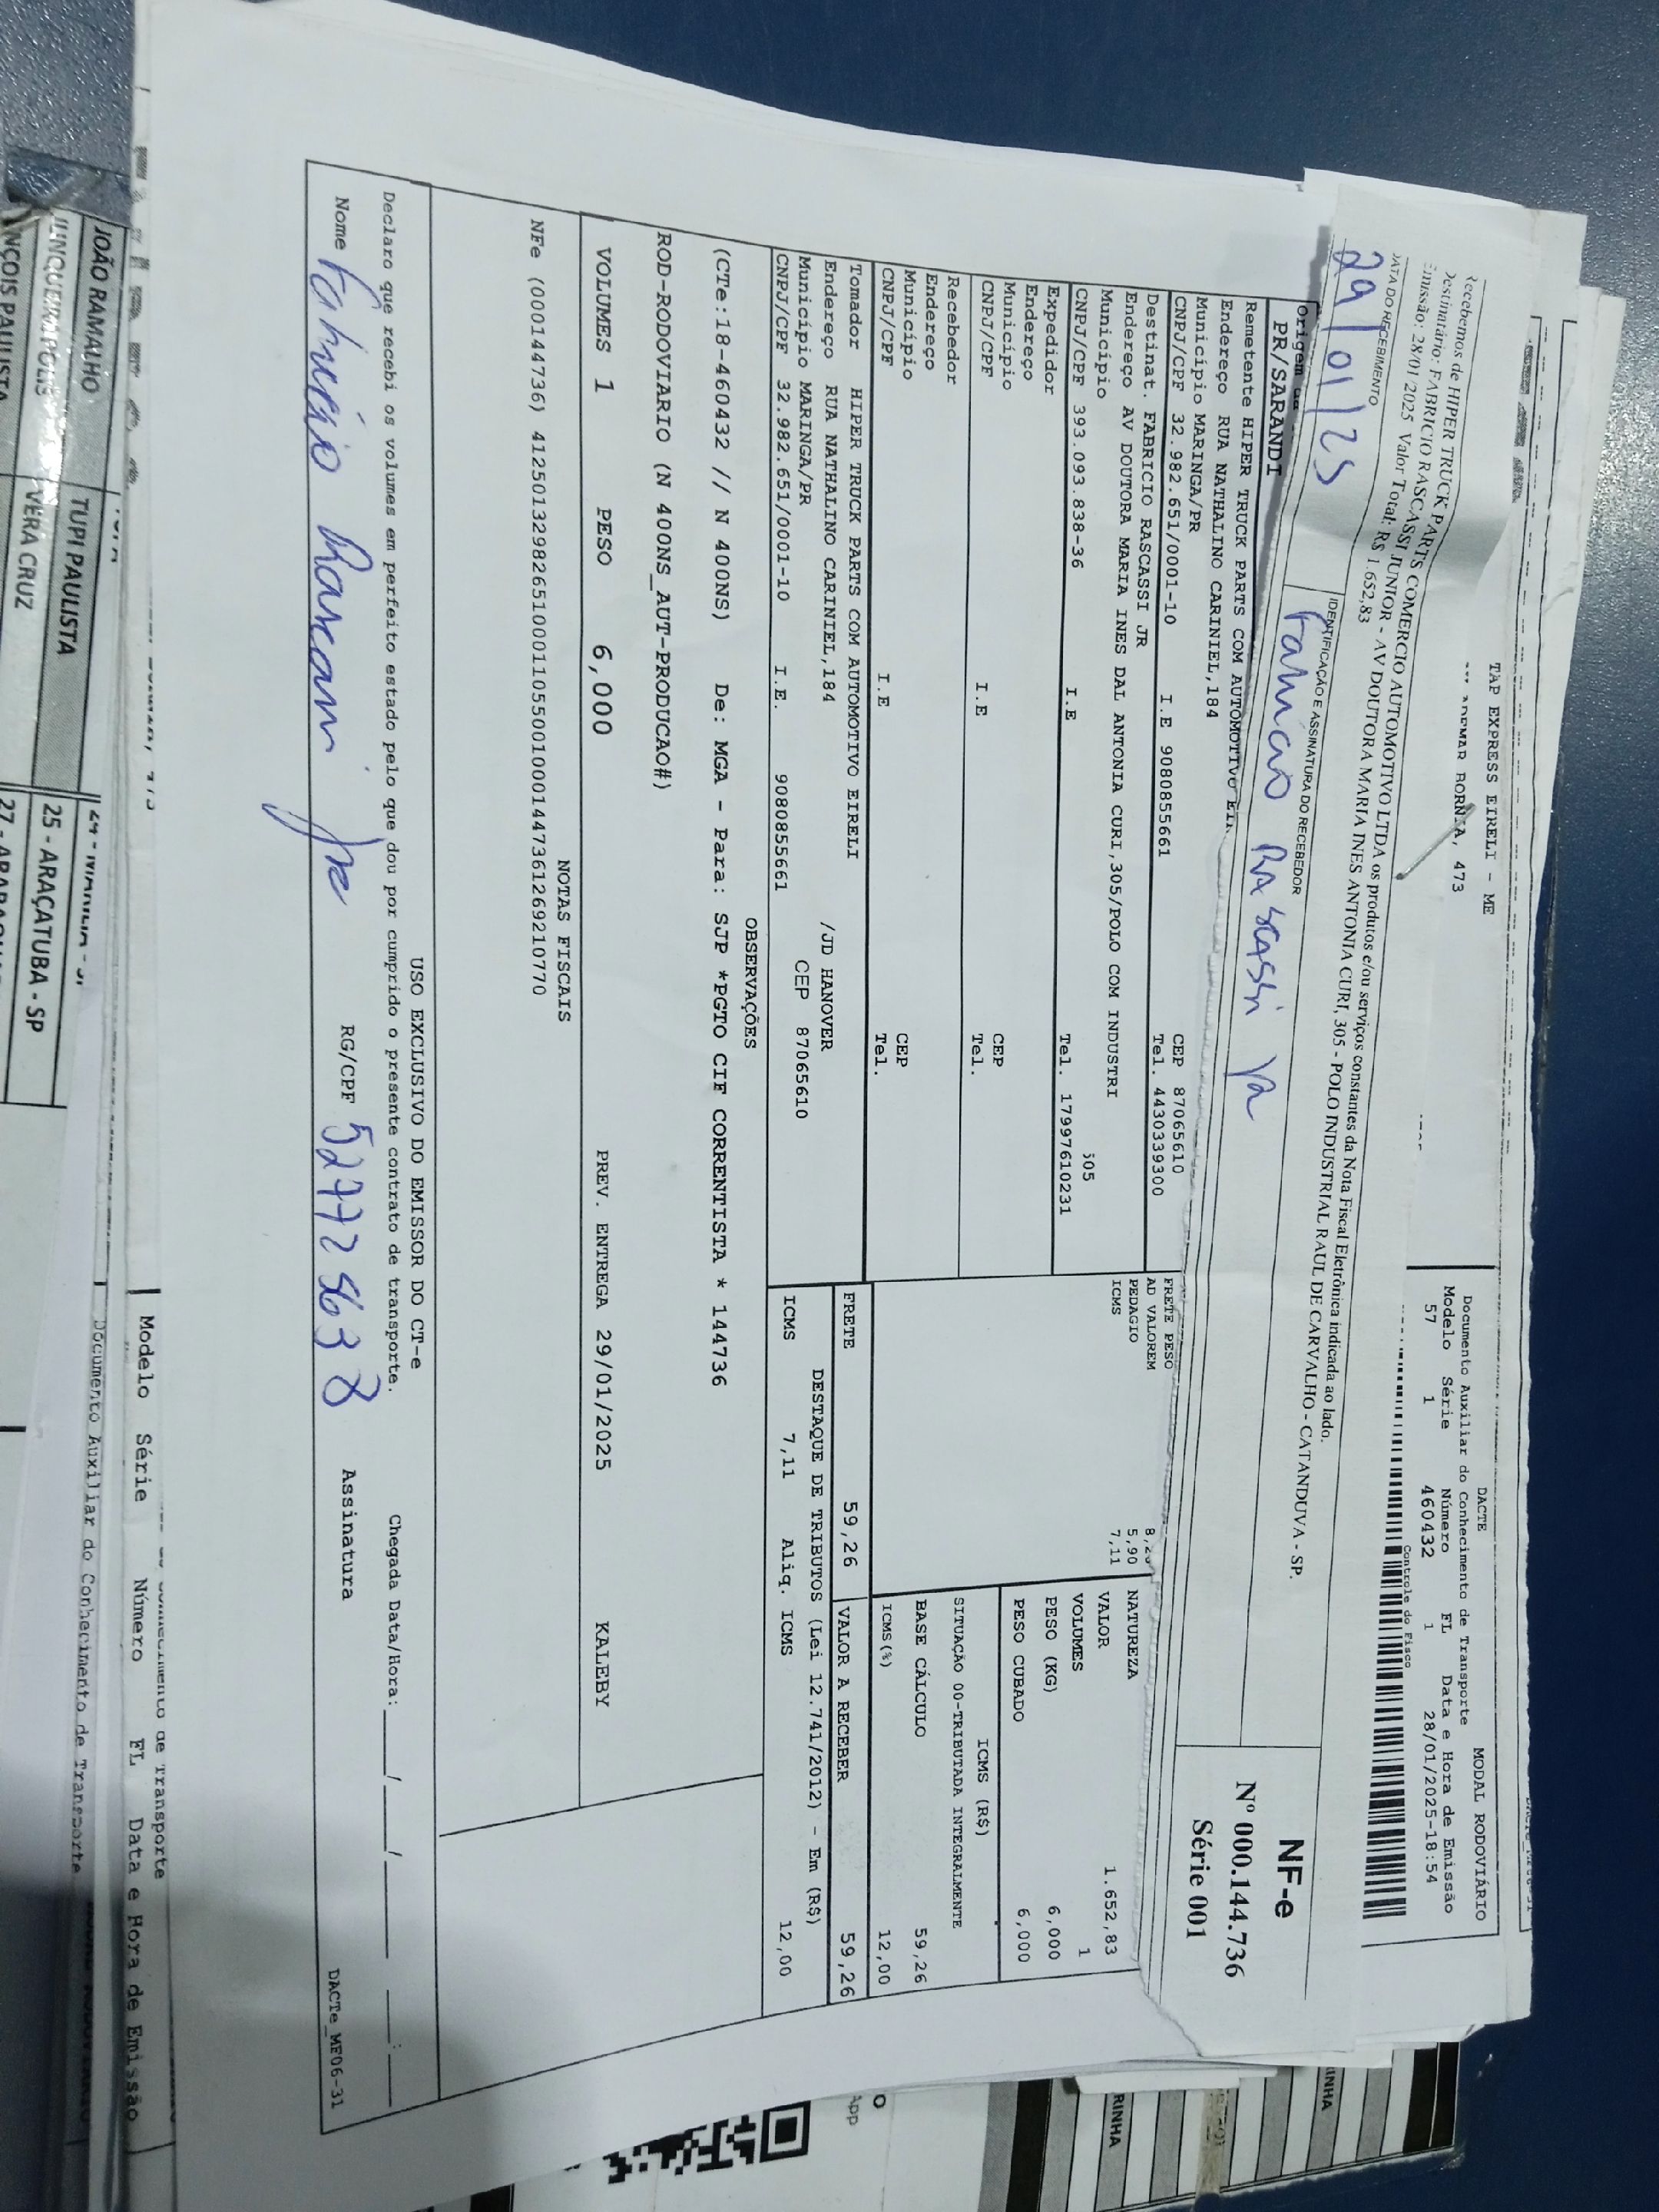 TAP EXPRESS EIRELI - ME
DACTE
MODAL RODOVIÁRIO
Documento Auxiliar do Conhecimento de Transporte
Modelo Série Número FL Data e Hora de Emissão
57 1 460432 1 28/01/2025-18:54
Controle do Fisco
Recebemos de HIPER TRUCK PARTS COMERCIO AUTOMOTIVO LTDA os produtos e/ou serviços constantes da Nota Fiscal Eletrônica indicada ao lado.
Destinatário: FABRICIO RASCASSI JUNIOR - AV DOUTORA MARIA INES ANTONIA CURI, 305 - POLO INDUSTRIAL RAUL DE CARVALHO - CATANDUVA - SP.
Emissão: 28/01/2025 Valor Total: R$ 1.652,83
DATA DO RECEBIMENTO
IDENTIFICAÇÃO E ASSINATURA DO RECEBEDOR
29/01/25
Fabricio RASCASSI JR
NF-e
Nº 000.144.736
Série 001
PR/SARANDI
Remetente HIPER TRUCK PARTS COM AUTOMOTIVO
Endereço RUA NATHALINO CARINIEL,184
Município MARINGA/PR CEP 87065610
CNPJ/CPF 32.982.651/0001-10 I.E 9080855661 Tel. 4430339300
Destinat. FABRICIO RASCASSI JR
Endereço AV DOUTORA MARIA INES DAL ANTONIA CURI,305/POLO COM INDUSTRI
Município
CNPJ/CPF 393.093.838-36 I.E Tel. 17997610231
Expedidor
Endereço
Município CEP
CNPJ/CPF I.E Tel.
Recebedor
Endereço
Município CEP
CNPJ/CPF I.E Tel.
Tomador HIPER TRUCK PARTS COM AUTOMOTIVO EIRELI
Endereço RUA NATHALINO CARINIEL,184 /JD HANOVER
Município MARINGA/PR CEP 87065610
CNPJ/CPF 32.982.651/0001-10 I.E. 9080855661
FRETE PESO
AD VALOREM
PEDAGIO 5,90
ICMS 7,11
NATUREZA
VALOR 1.652,83
VOLUMES 1
PESO (KG) 6,000
PESO CUBADO 6,000
ICMS (R$)
SITUAÇÃO 00-TRIBUTADA INTEGRALMENTE
BASE CÁLCULO 59,26
ICMS(%) 12,00
FRETE 59,26 VALOR A RECEBER 59,26
DESTAQUE DE TRIBUTOS (Lei 12.741/2012) - Em (R$)
ICMS 7,11 Aliq. ICMS 12,00
OBSERVAÇÕES
(CTe:18-460432 // N 400NS) De: MGA - Para: SJP *PGTO CIF CORRENTISTA * 144736
ROD-RODOVIARIO (N 400NS_AUT-PRODUCAO#)
VOLUMES 1 PESO 6,000 PREV. ENTREGA 29/01/2025 KALEBY
NOTAS FISCAIS
NFe (000144736) 41250132982651000110550010001447361269210770
USO EXCLUSIVO DO EMISSOR DO CT-e
Declaro que recebi os volumes em perfeito estado pelo que dou por cumprido o presente contrato de transporte. Chegada Data/Hora: ____/____/____ ____:____
Nome Fabricio RG/CPF Assinatura
DACTe_MF06-31
Modelo Série Número FL Data e Hora de Emissão
Documento Auxiliar do Conhecimento de Transporte
JOÃO RAMALHO
TUPI PAULISTA
JUNQUEIRÓPOLIS
VERA CRUZ
25 - ARAÇATUBA - SP